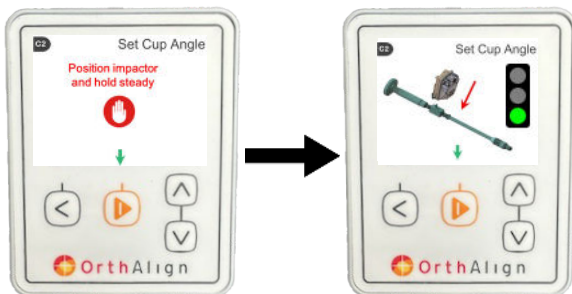 C2
Set Cup Angle
Position impactor
and hold steady
OrthAlign
C2
Set Cup Angle
OrthAlign